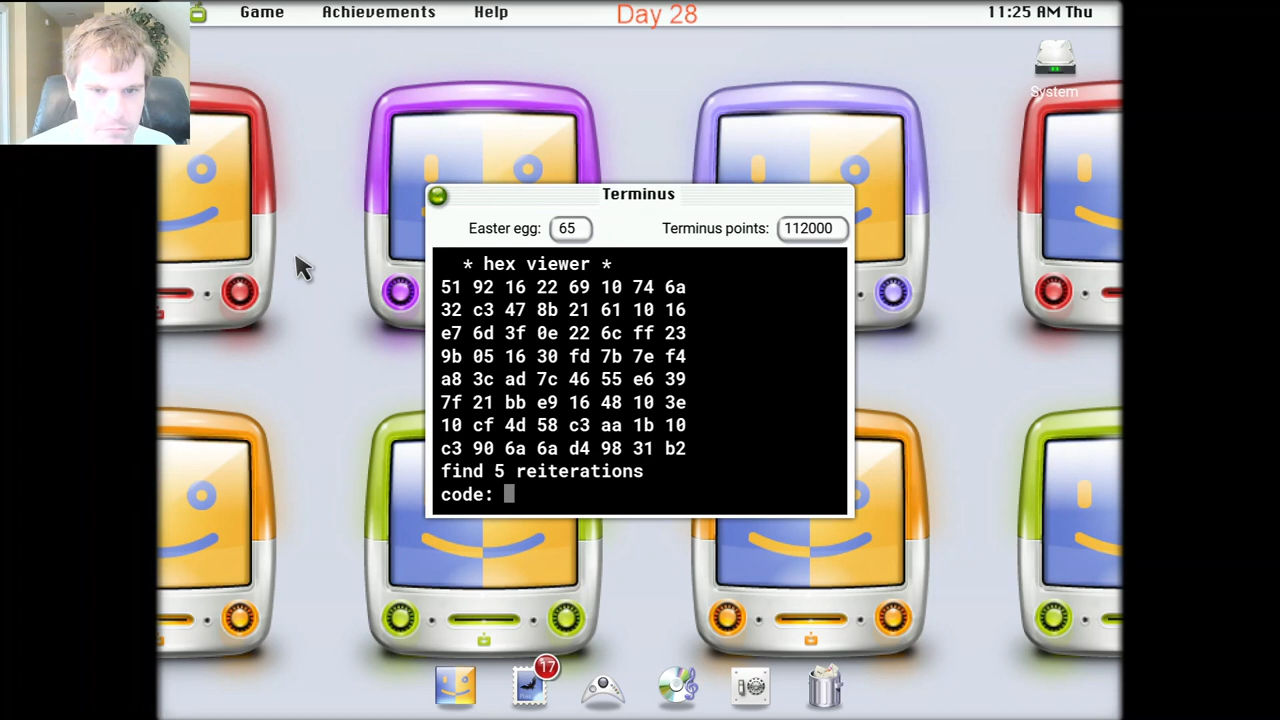 Game Achievements Help Day 28 11:25 AM Thu
System
Terminus
Easter egg: 65 Terminus points: 112000
* hex viewer *
51 92 16 22 69 10 74 6a
32 c3 47 8b 21 61 10 16
e7 6d 3f 0e 22 6c ff 23
9b 05 16 30 fd 7b 7e f4
a8 3c ad 7c 46 55 e6 39
7f 21 bb e9 16 48 10 3e
10 cf 4d 58 c3 aa 1b 10
c3 90 6a 6a d4 98 31 b2
find 5 reiterations
code:
17